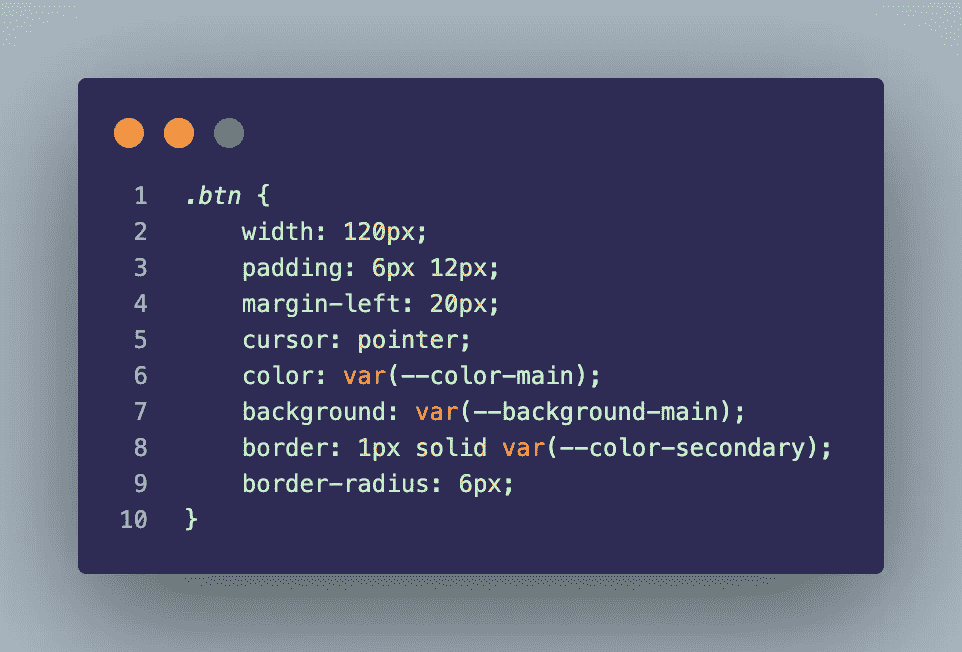 1 .btn {
2 width: 120px;
3 padding: 6px 12px;
4 margin-left: 20px;
5 cursor: pointer;
6 color: var(--color-main);
7 background: var(--background-main);
8 border: 1px solid var(--color-secondary);
9 border-radius: 6px;
10 }